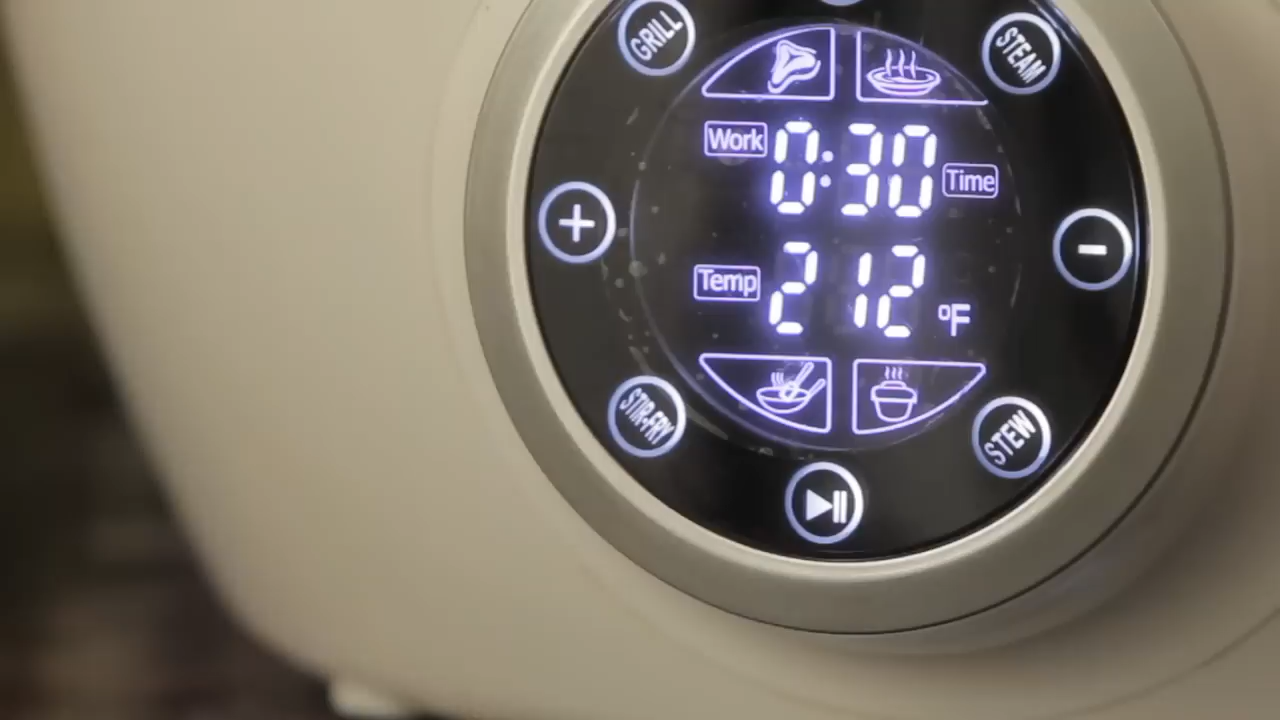 GRILL
STEAM
Work 0:30 Time
+
-
Temp 212 °F
STIR-FRY
STEW